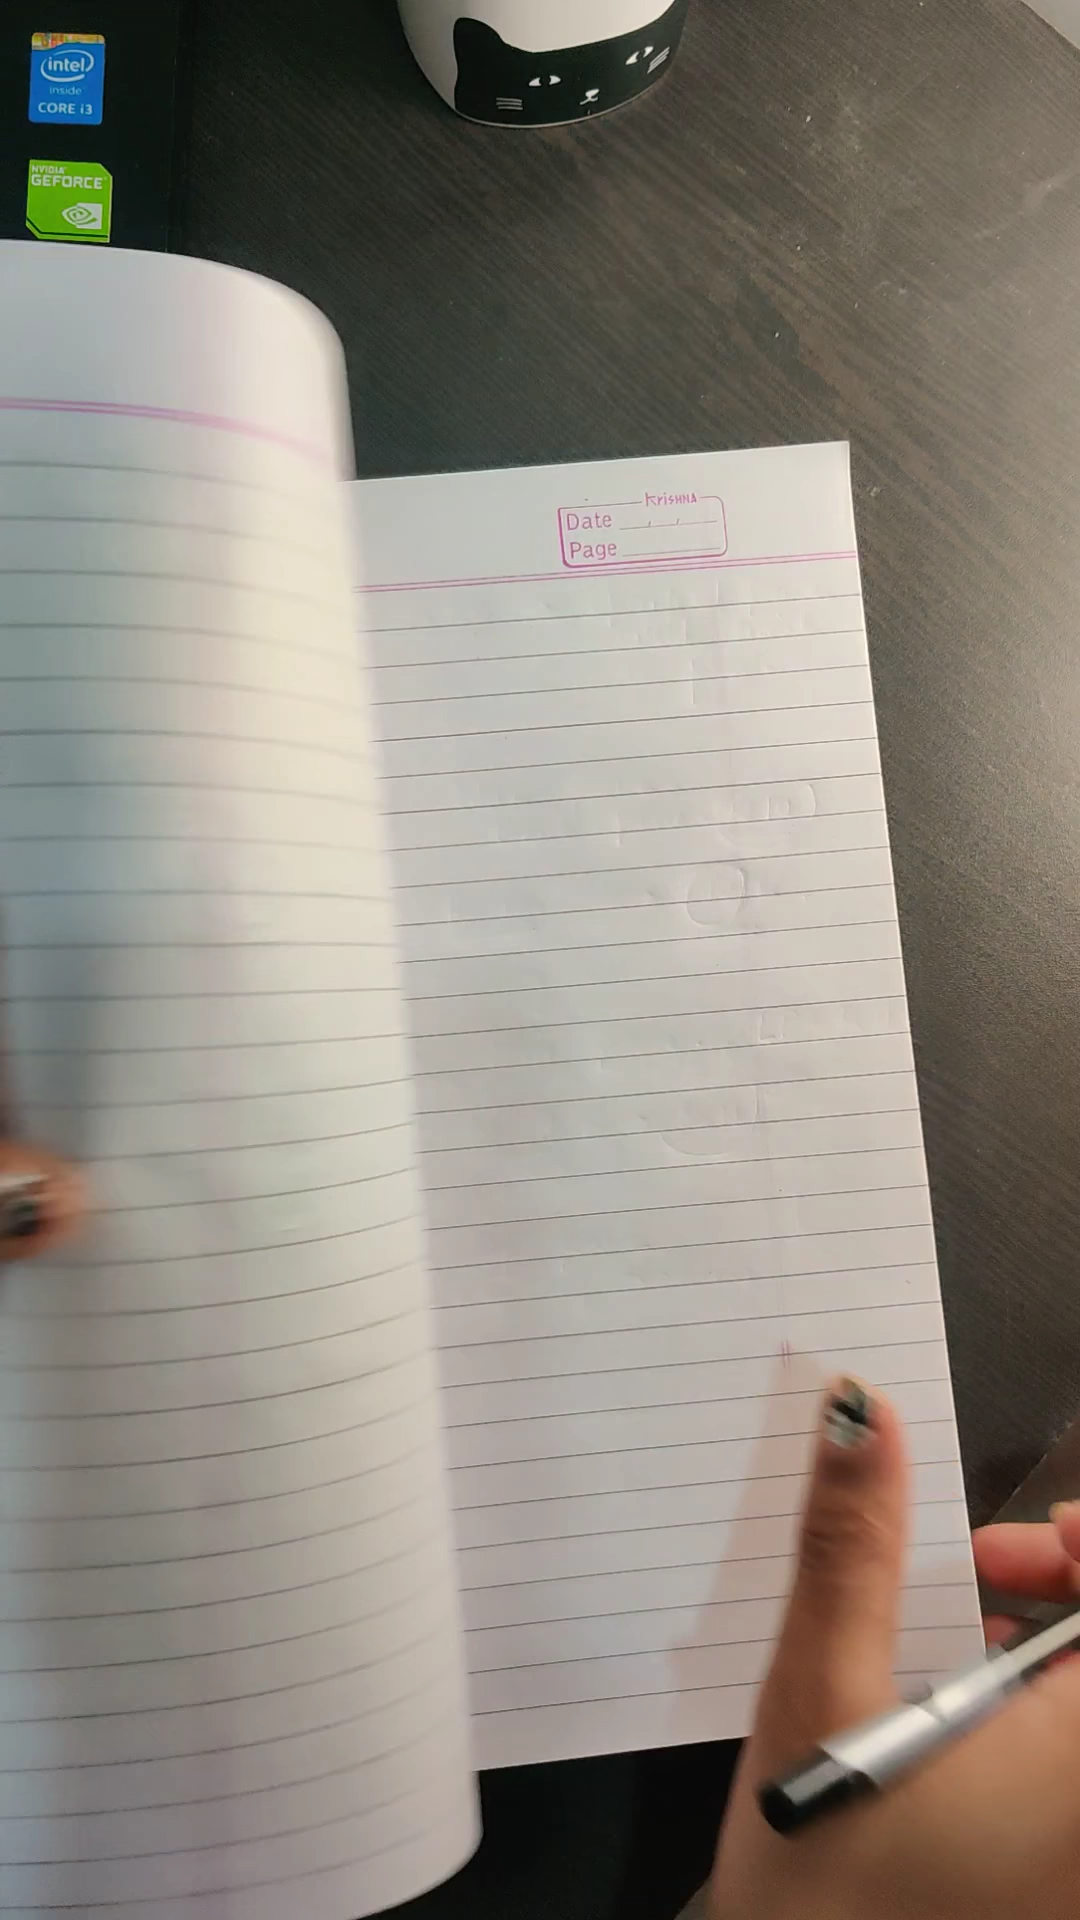 intel
inside
CORE i3
NVIDIA
GEFORCE
KrisHNA
Date
Page